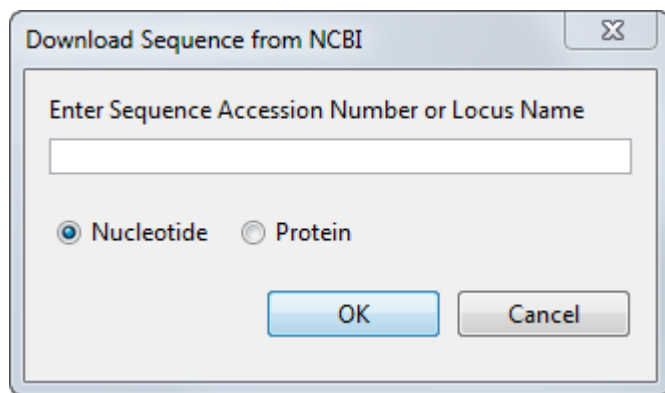 Download Sequence from NCBI
Enter Sequence Accession Number or Locus Name
Nucleotide Protein
OK Cancel